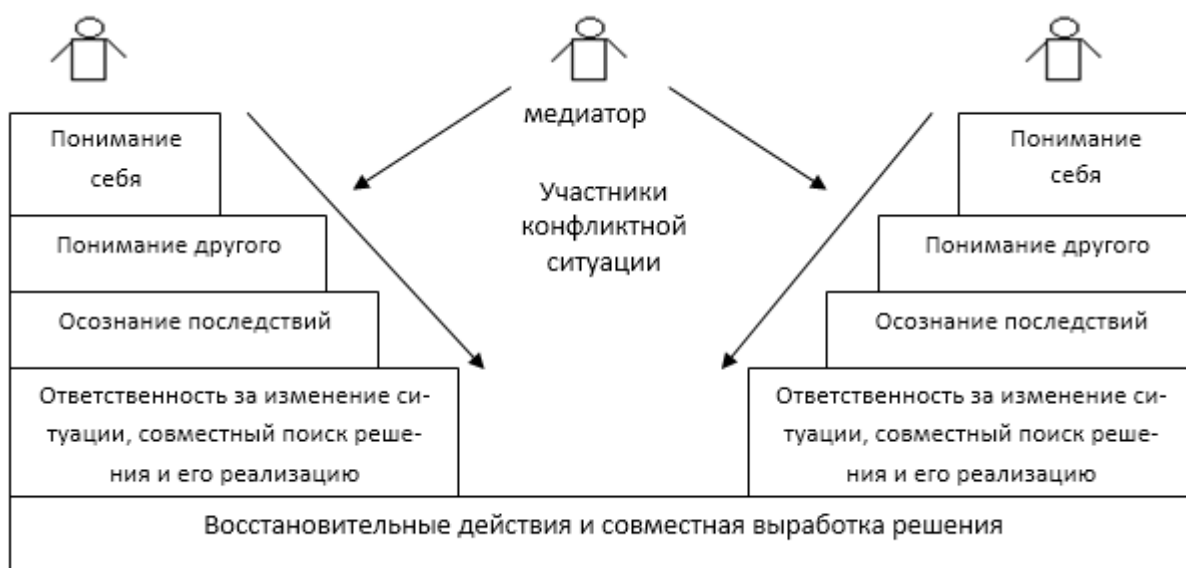 медиатор
Понимание
себя
Участники
конфликтной
ситуации
Понимание
себя
Понимание другого
Понимание другого
Осознание последствий
Осознание последствий
Ответственность за изменение си-
туации, совместный поиск реше-
ния и его реализацию
Ответственность за изменение си-
туации, совместный поиск реше-
ния и его реализацию
Восстановительные действия и совместная выработка решения